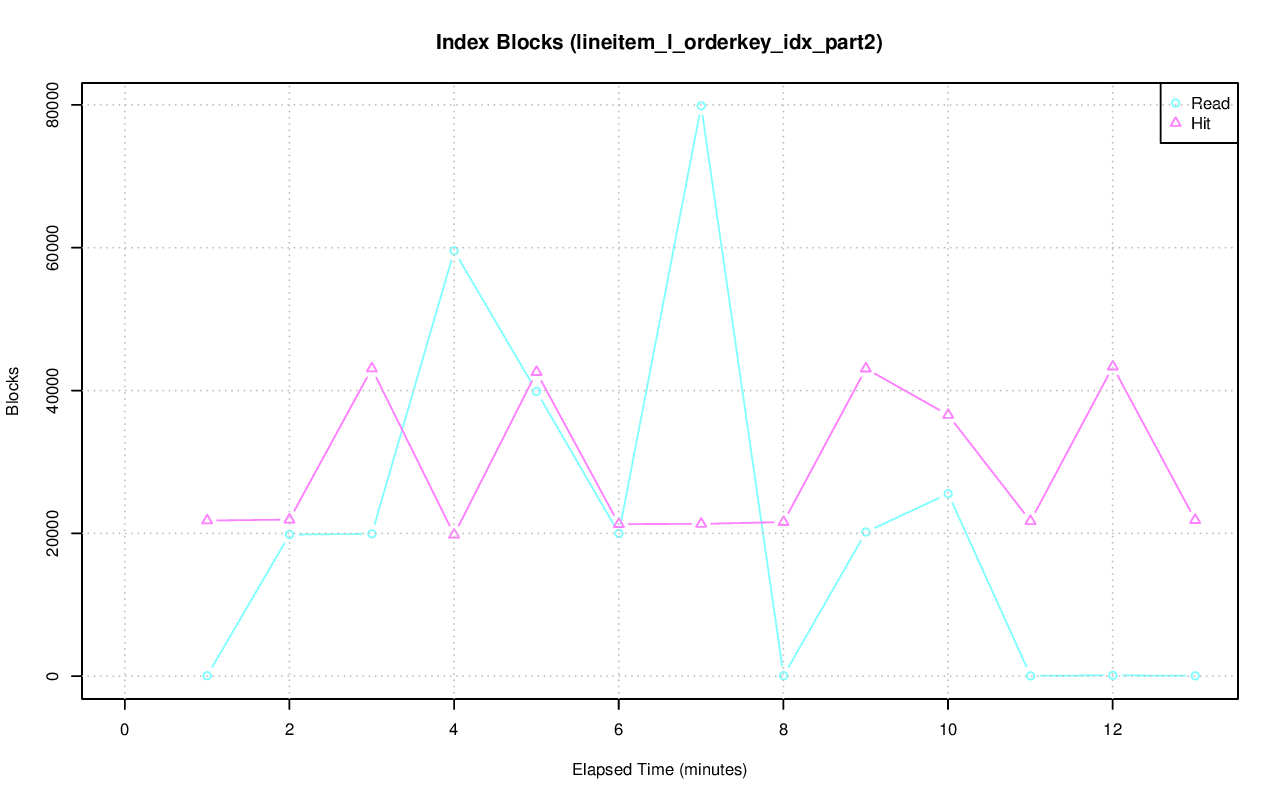 Index Blocks (lineitem_l_orderkey_idx_part2)
Read
Hit
Blocks
80000
60000
40000
20000
0
0 2 4 6 8 10 12
Elapsed Time (minutes)